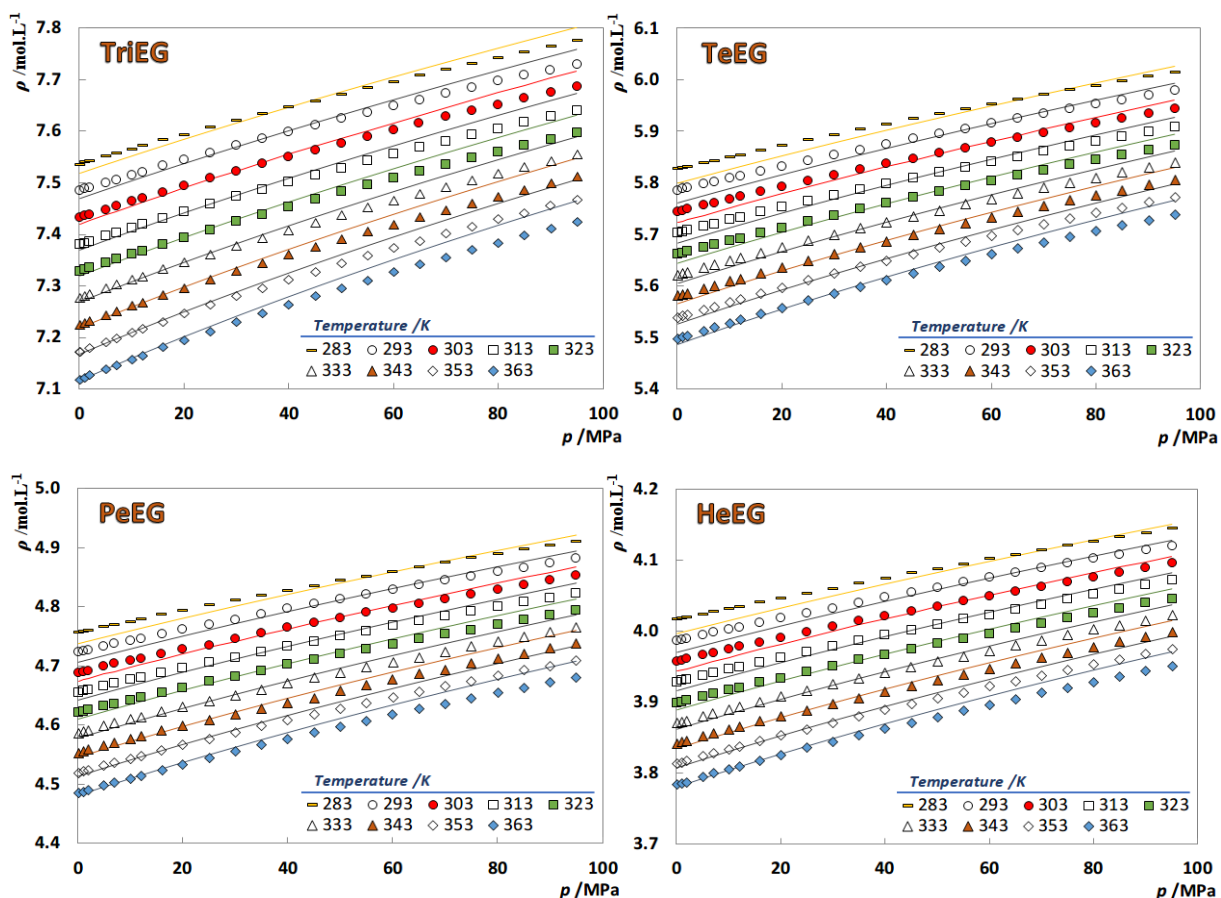 TriEG
ρ /mol.L⁻¹
7.8
7.7
7.6
7.5
7.4
7.3
7.2
7.1
Temperature /K
283 293 303 313 323
333 343 353 363
0 20 40 60 80 100
p /MPa
TeEG
ρ /mol.L⁻¹
6.1
6.0
5.9
5.8
5.7
5.6
5.5
5.4
Temperature /K
283 293 303 313 323
333 343 353 363
0 20 40 60 80 100
p /MPa
PeEG
ρ /mol.L⁻¹
5.0
4.9
4.8
4.7
4.6
4.5
4.4
Temperature /K
283 293 303 313 323
333 343 353 363
0 20 40 60 80 100
p /MPa
HeEG
ρ /mol.L⁻¹
4.2
4.1
4.0
3.9
3.8
3.7
Temperature /K
283 293 303 313 323
333 343 353 363
0 20 40 60 80 100
p /MPa